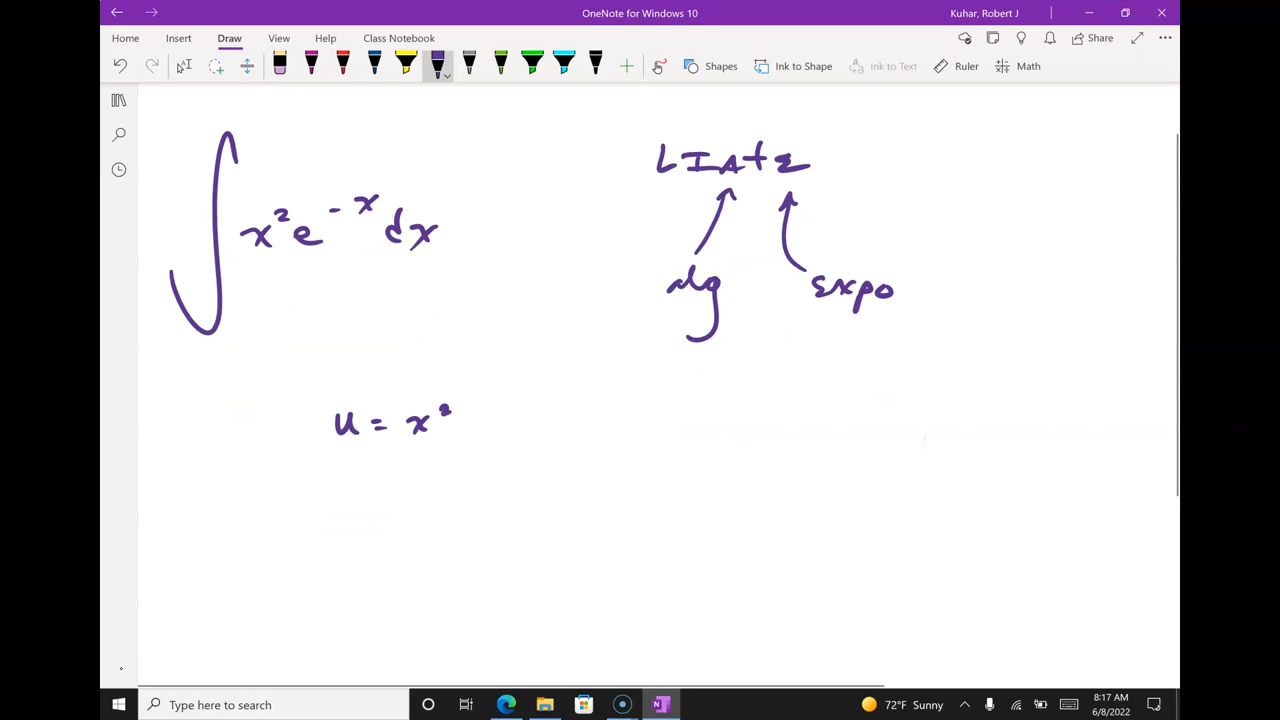 OneNote for Windows 10
Kuhar, Robert J
Home Insert Draw View Help Class Notebook
Share
Shapes Ink to Shape Ink to Text Ruler Math
LIAtE
∫ x² e^-x dx
alg expo
u = x²
Type here to search
72°F Sunny
8:17 AM
6/8/2022